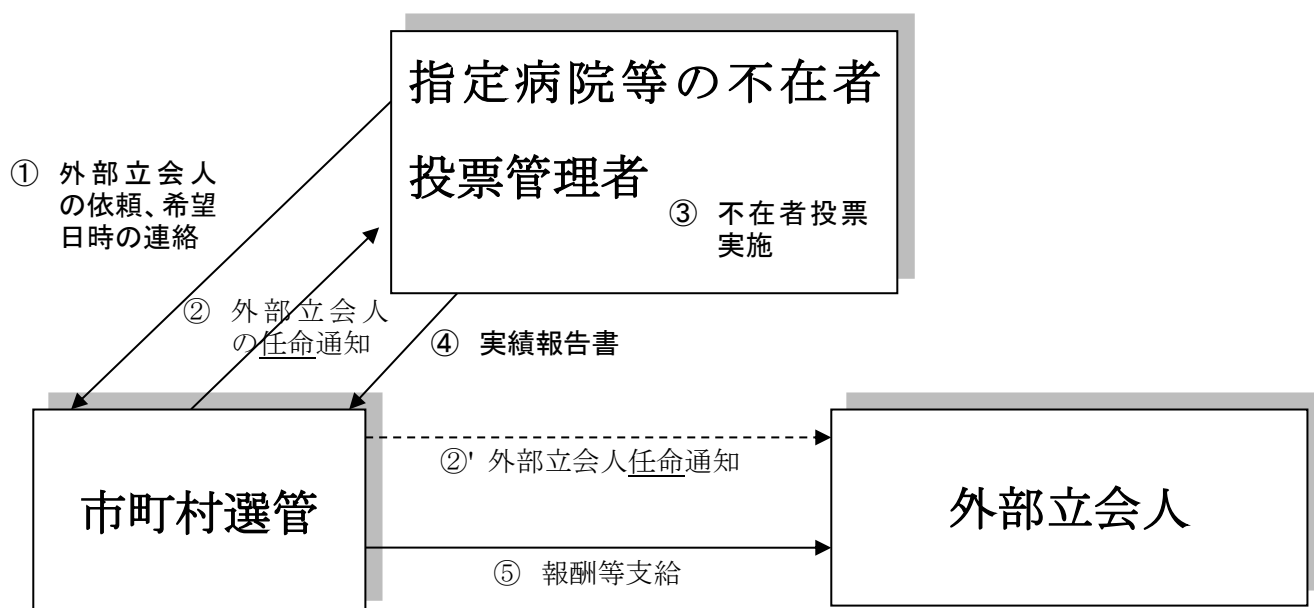 指定病院等の不在者
投票管理者
① 外部立会人
の依頼、希望
日時の連絡
③ 不在者投票
実施
② 外部立会人
の任命通知
④ 実績報告書
②' 外部立会人任命通知
市町村選管
外部立会人
⑤ 報酬等支給